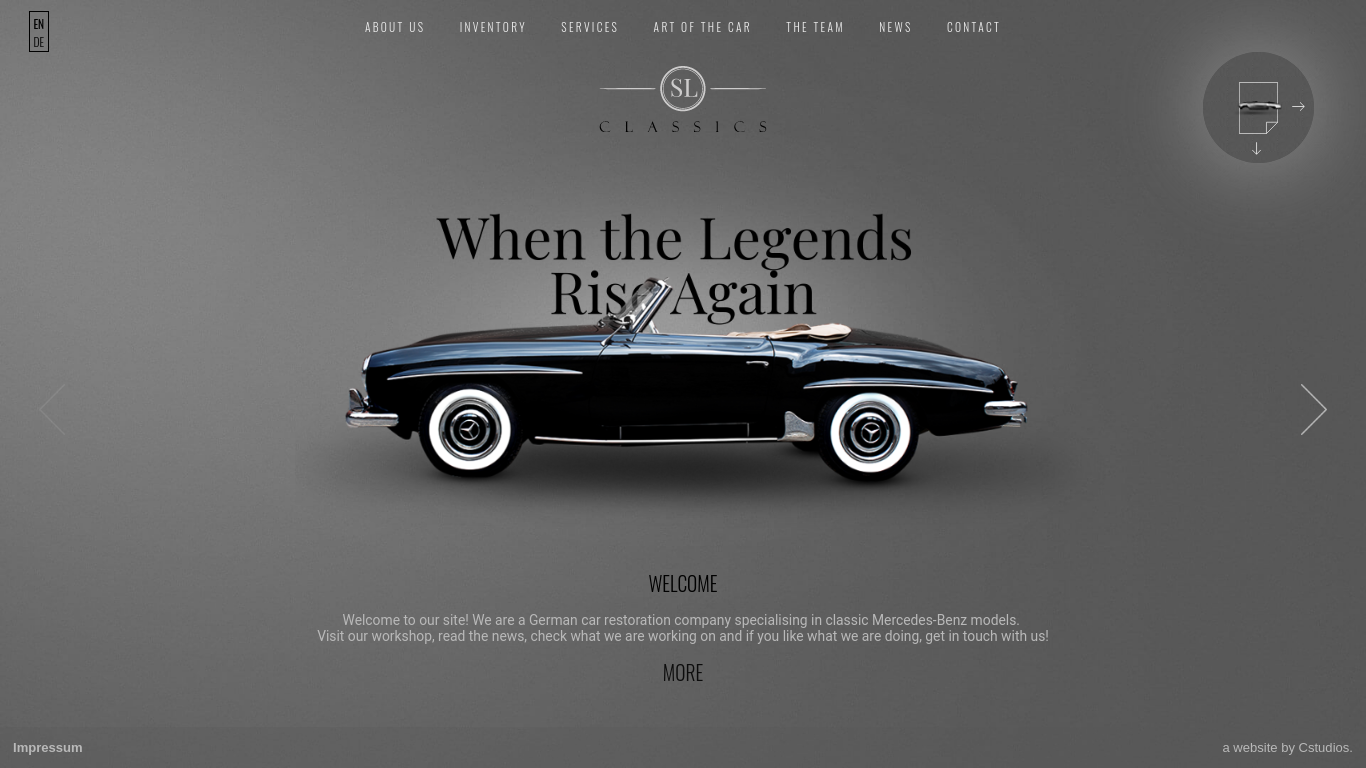 EN
DE
ABOUT US
INVENTORY
SERVICES
ART OF THE CAR
THE TEAM
NEWS
CONTACT
SL
CLASSICS
When the Legends
Rise Again
WELCOME
Welcome to our site! We are a German car restoration company specialising in classic Mercedes-Benz models.
Visit our workshop, read the news, check what we are working on and if you like what we are doing, get in touch with us!
MORE
Impressum
a website by Cstudios.